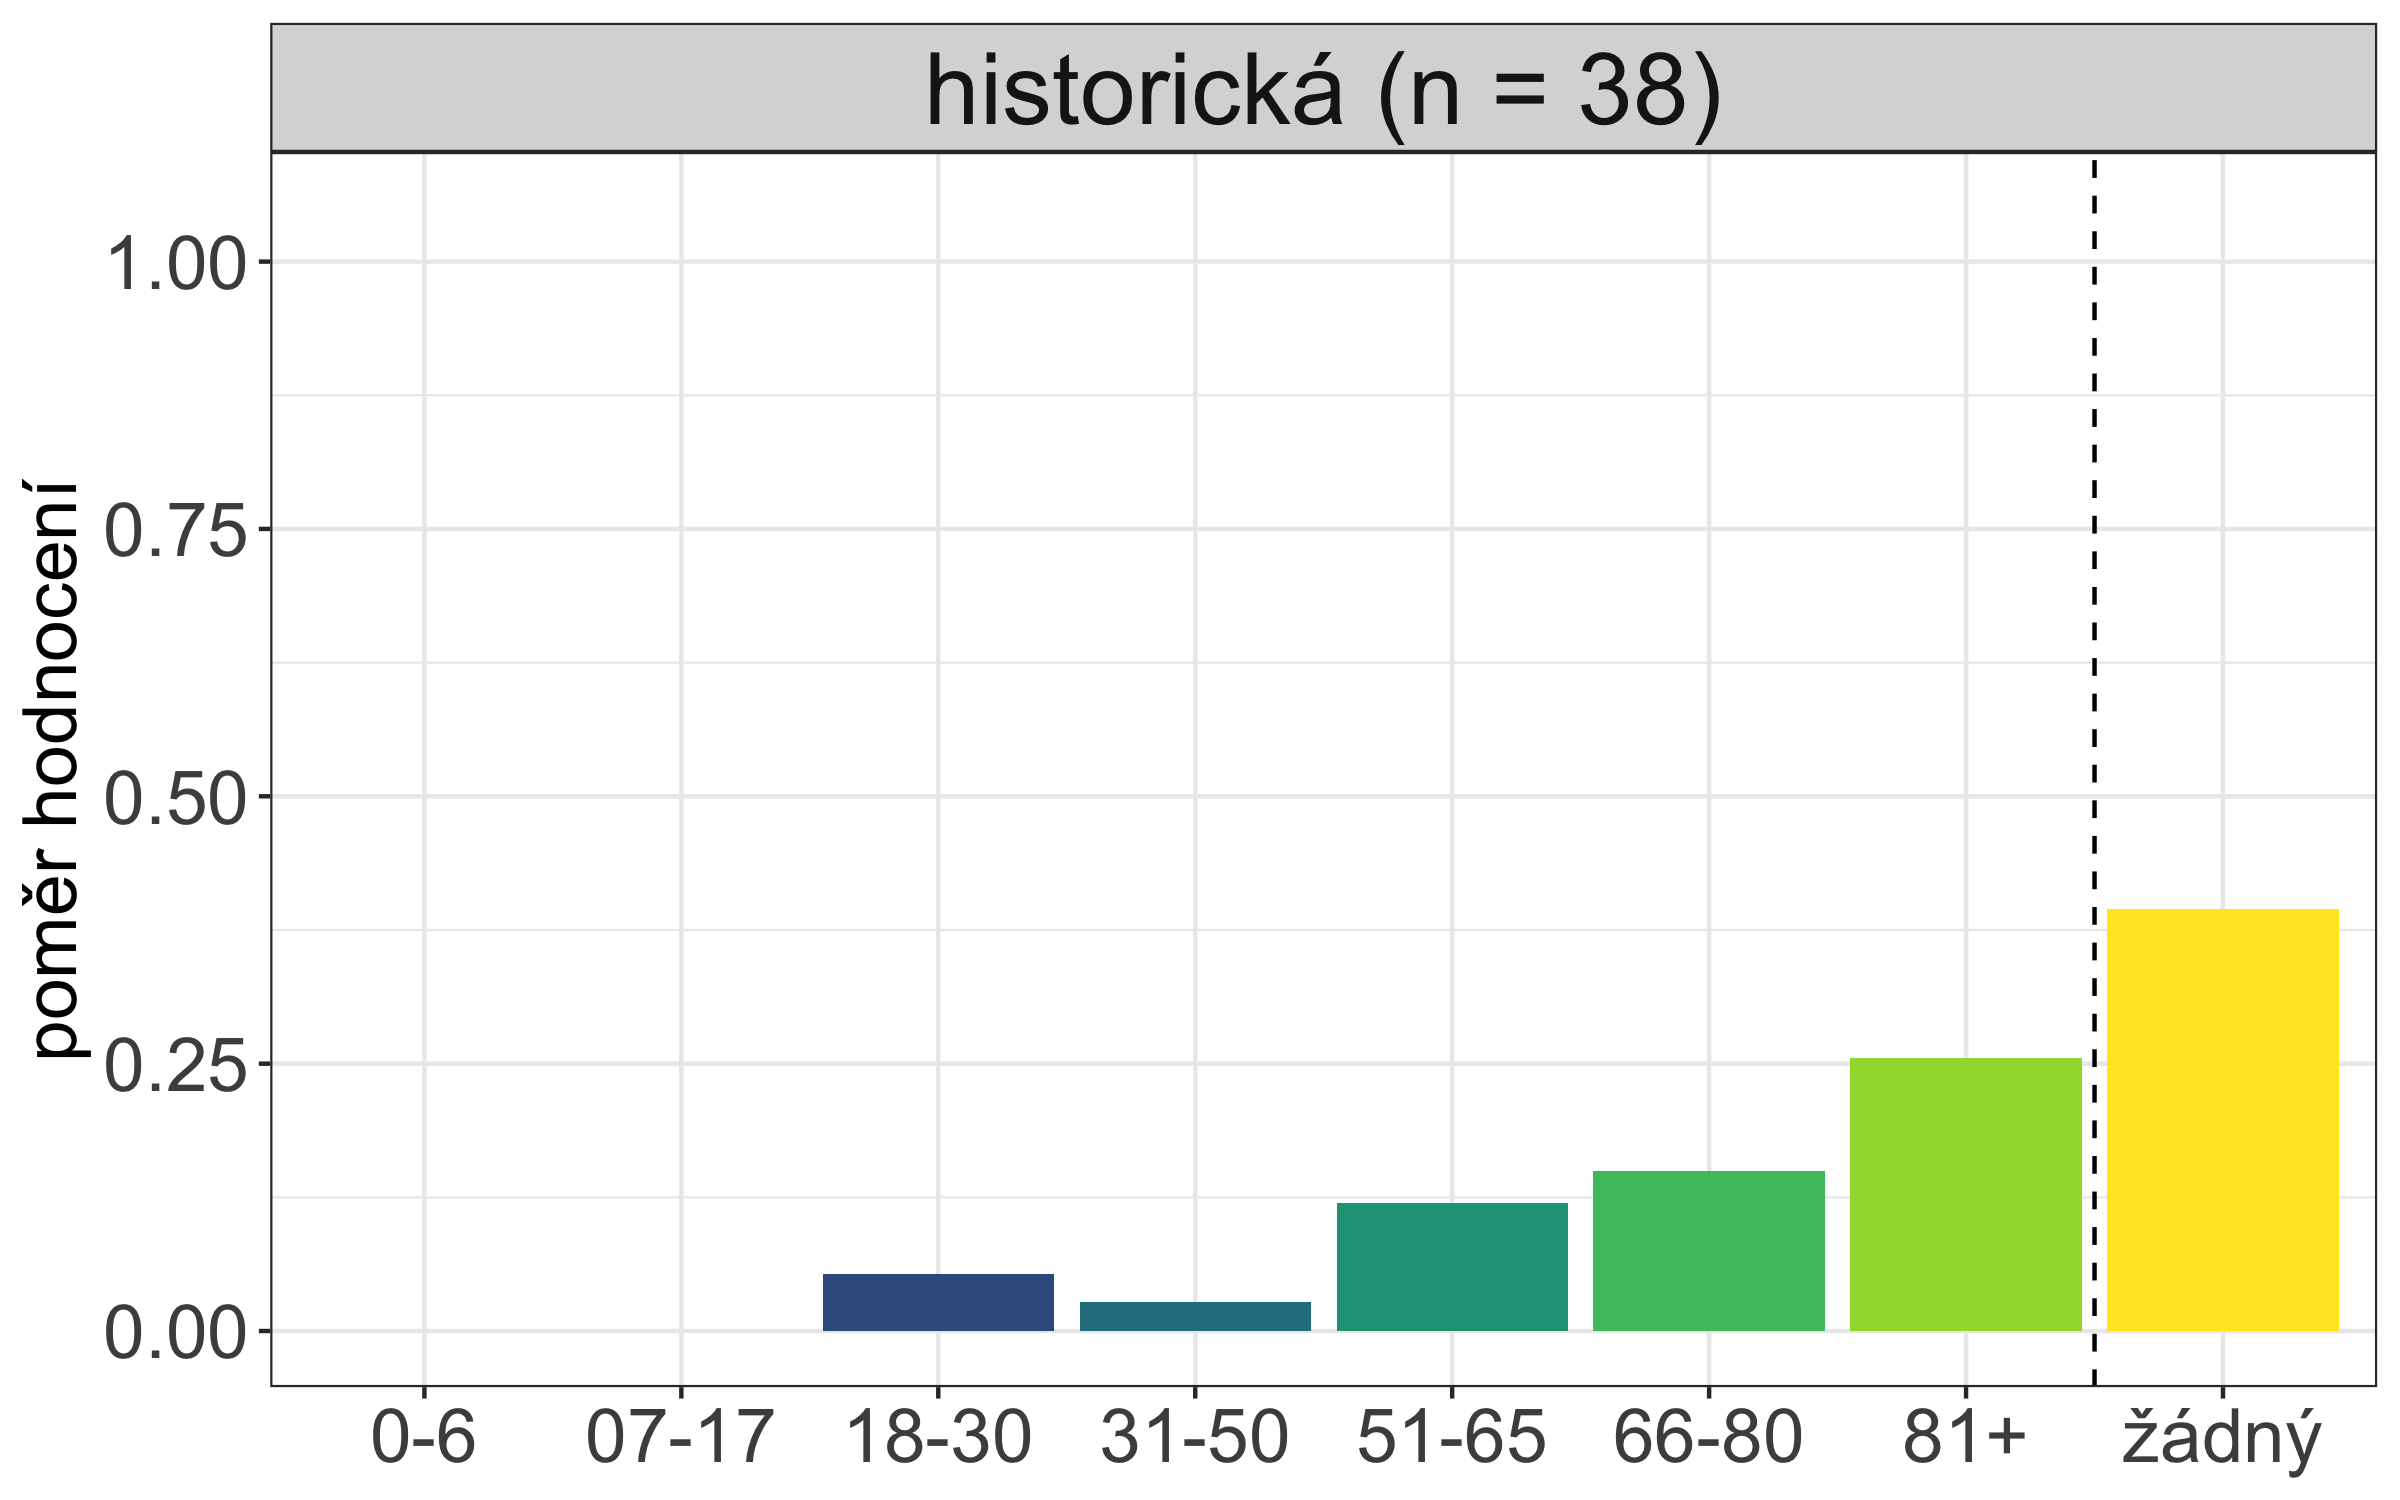 historická (n = 38)
poměr hodnocení
1.00
0.75
0.50
0.25
0.00
0-6 07-17 18-30 31-50 51-65 66-80 81+ žádný